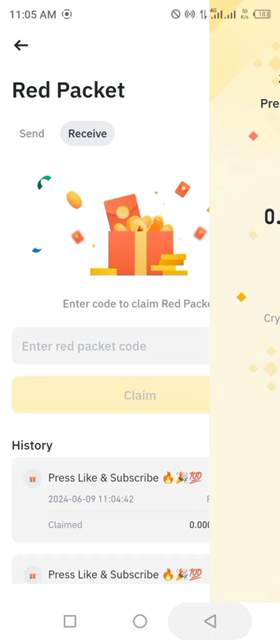 11:05 AM
Red Packet
Send
Receive
Enter code to claim Red
Enter red packet code
Claim
History
Press Like & Subscribe 🔥🎉💯
2024-06-09 11:04:42
Claimed
0.000
Press Like & Subscribe 🔥🎉💯
Pre
0.
Cry